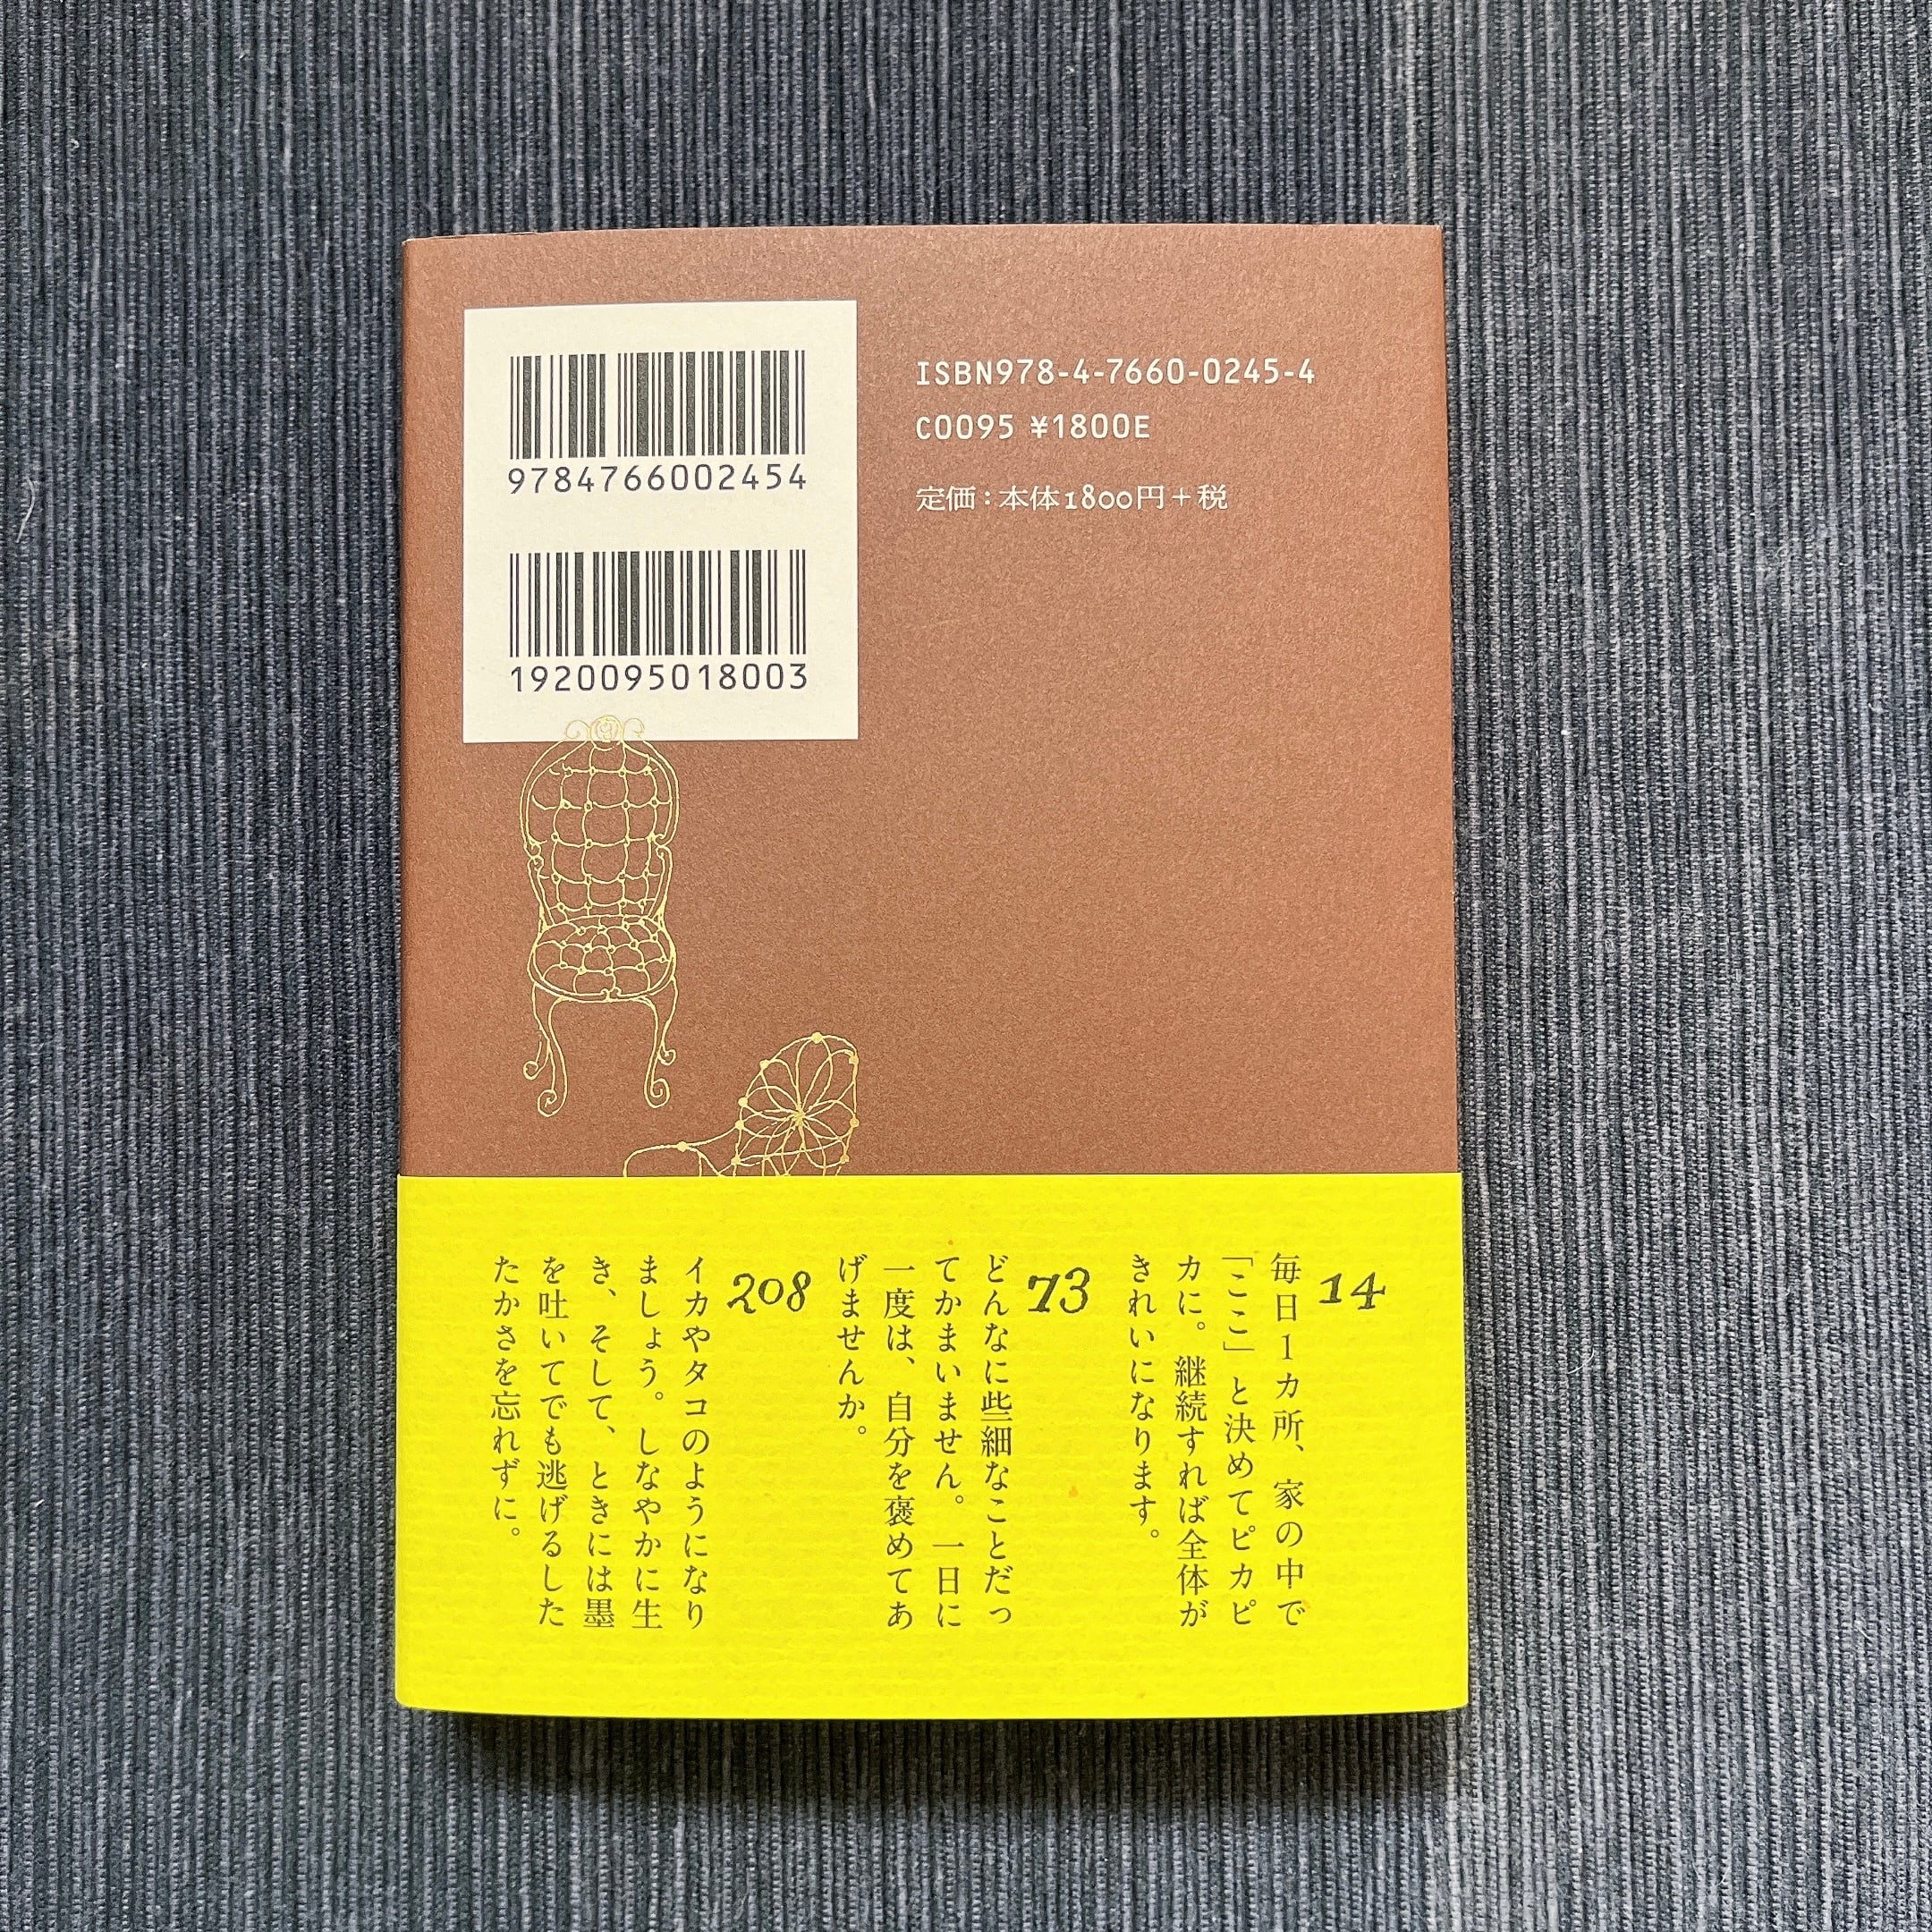 9784766002454
1920095018003
ISBN978-4-7660-0245-4
C0095 ¥1800E
定価：本体1800円＋税
14
毎日1カ所、家の中で
「ここ」と決めてピカピ
カに。継続すれば全体が
きれいになります。
73
どんなに些細なことだっ
てかまいません。一日に
一度は、自分を褒めてあ
げませんか。
208
イカやタコのようになり
ましょう。しなやかに生
き、そして、ときには墨
を吐いてでも逃げるした
たかさを忘れずに。